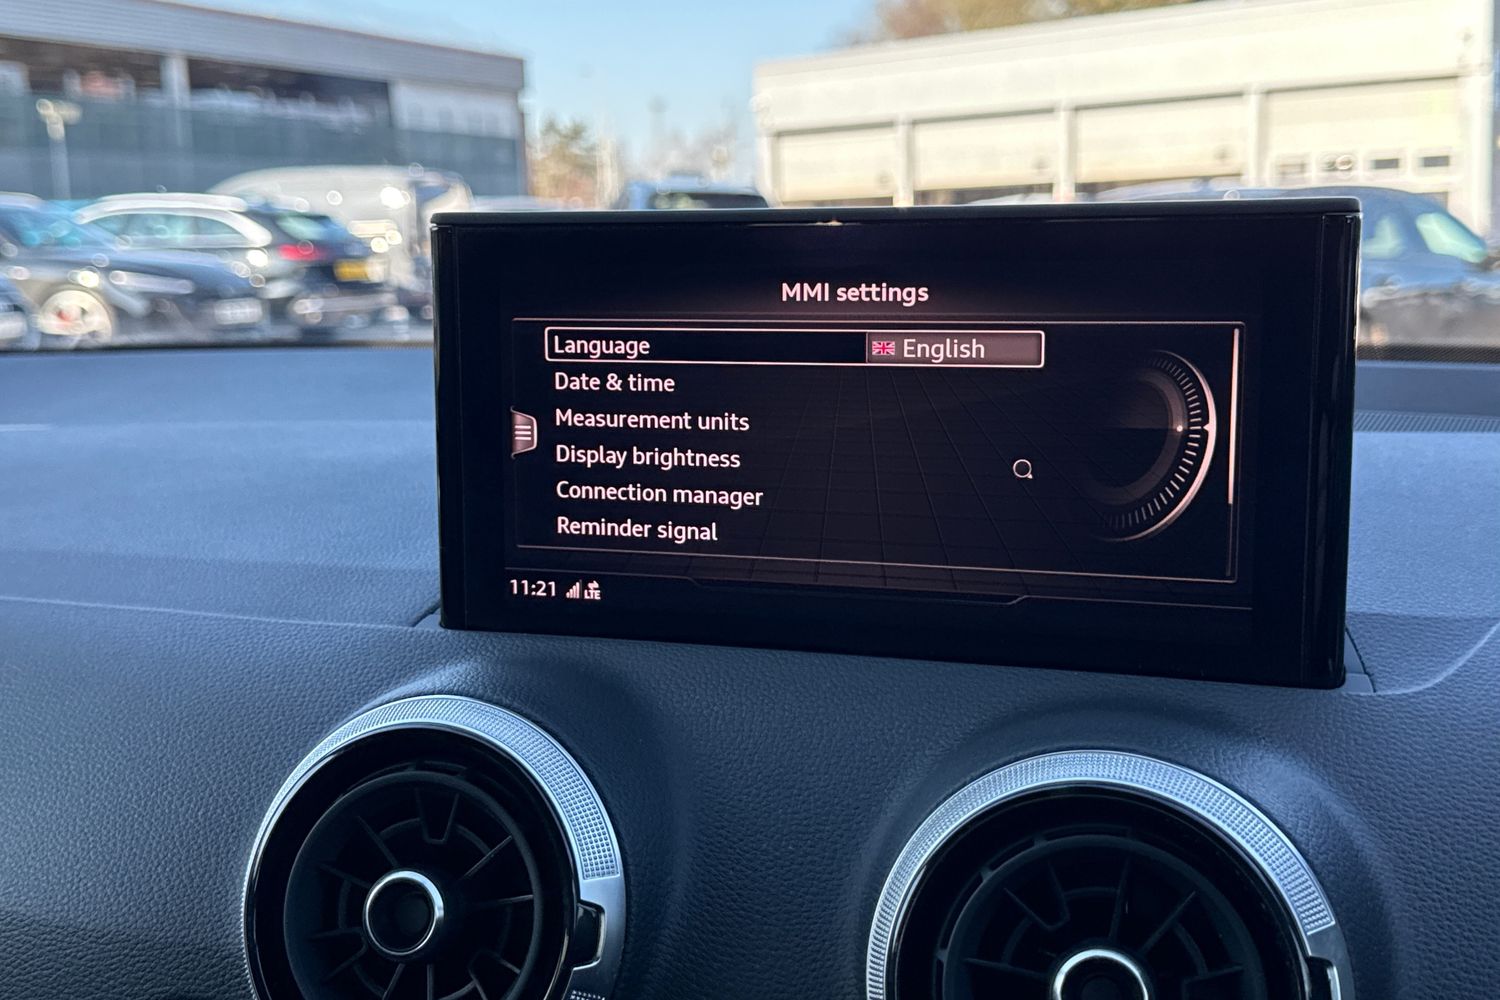 MMI settings
Language English
Date & time
Measurement units
Display brightness
Connection manager
Reminder signal
11:21 LTE